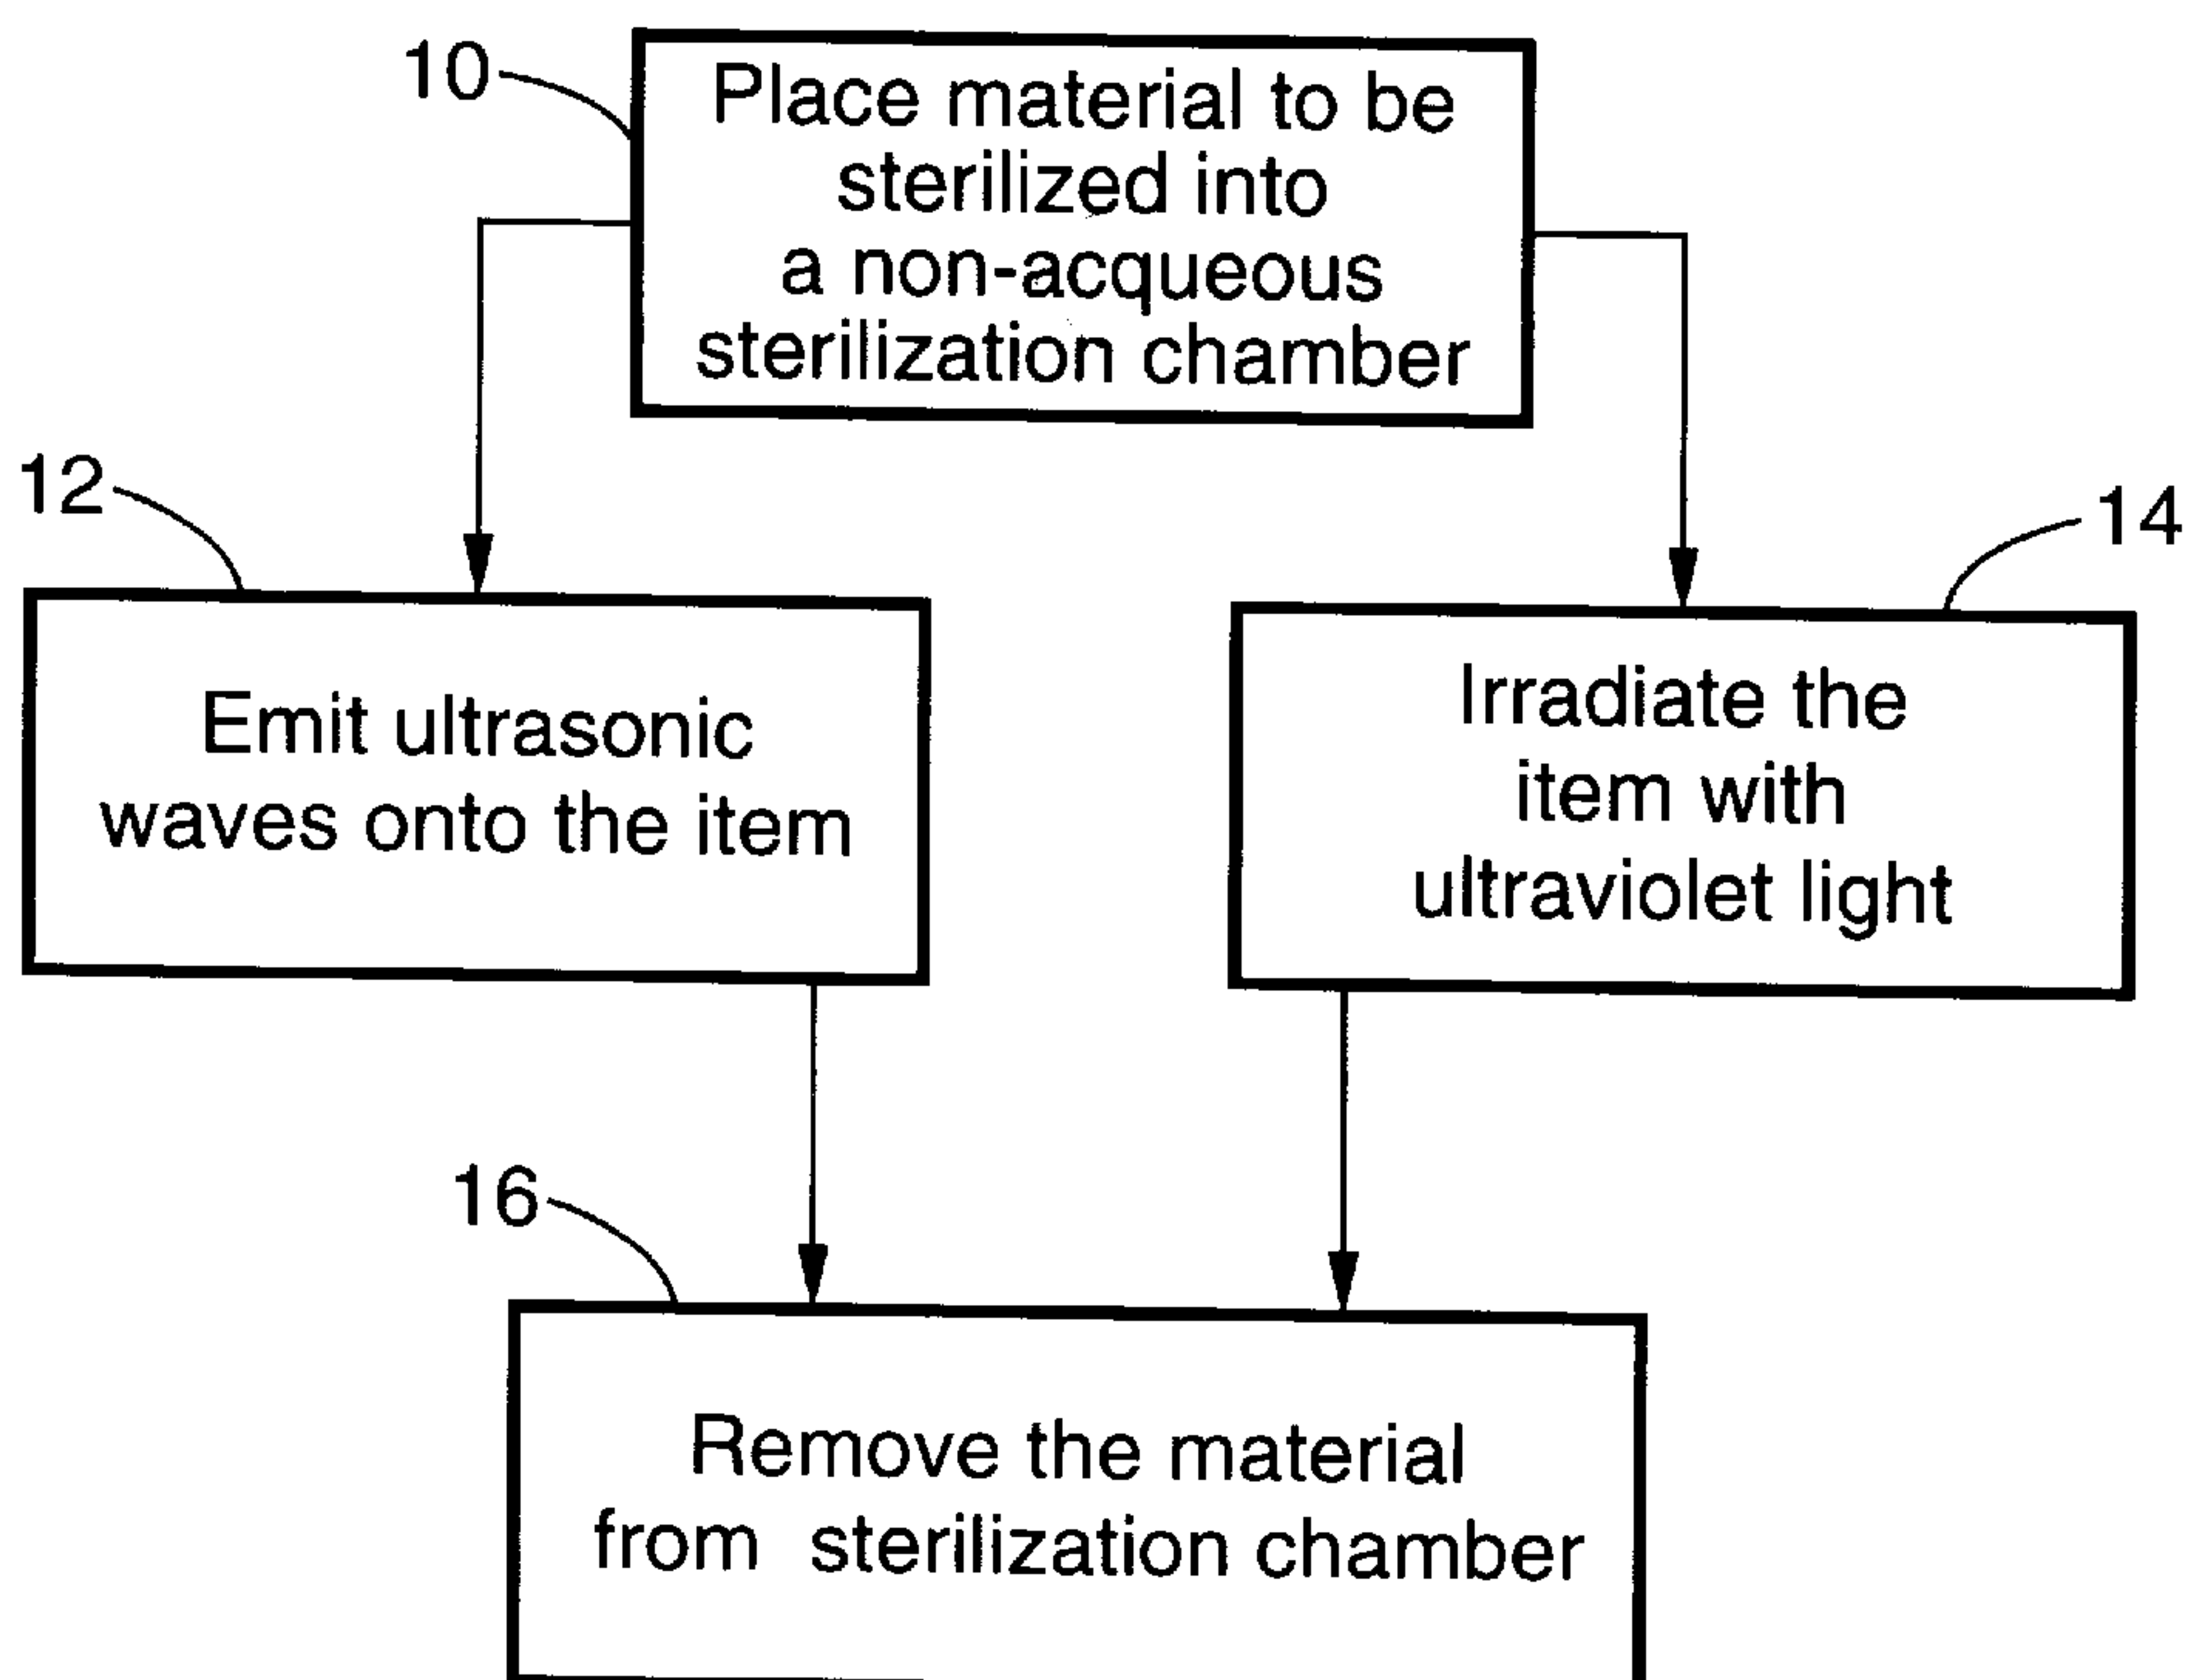 10
Place material to be
sterilized into
a non-acqueous
sterilization chamber
12
14
Emit ultrasonic
waves onto the item
Irradiate the
item with
ultraviolet light
16
Remove the material
from sterilization chamber